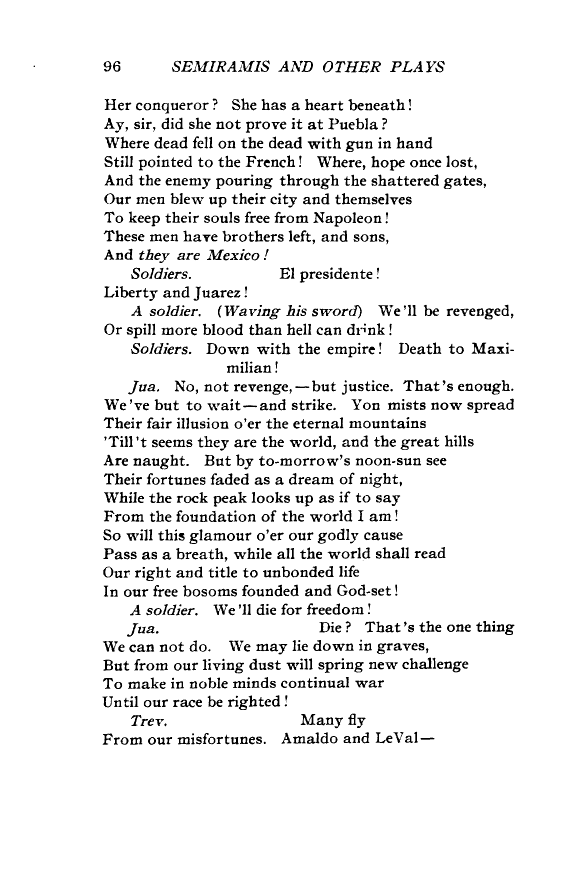 96 SEMIRAMIS AND OTHER PLAYS
Her conqueror? She has a heart beneath!
Ay, sir, did she not prove it at Puebla?
Where dead fell on the dead with gun in hand
Still pointed to the French! Where, hope once lost,
And the enemy pouring through the shattered gates,
Our men blew up their city and themselves
To keep their souls free from Napoleon!
These men have brothers left, and sons,
And they are Mexico!
Soldiers. El presidente!
Liberty and Juarez!
A soldier. (Waving his sword) We'll be revenged,
Or spill more blood than hell can drink!
Soldiers. Down with the empire! Death to Maxi-
milian!
Jua. No, not revenge,—but justice. That's enough.
We've but to wait—and strike. Yon mists now spread
Their fair illusion o'er the eternal mountains
'Till't seems they are the world, and the great hills
Are naught. But by to-morrow's noon-sun see
Their fortunes faded as a dream of night,
While the rock peak looks up as if to say
From the foundation of the world I am!
So will this glamour o'er our godly cause
Pass as a breath, while all the world shall read
Our right and title to unbonded life
In our free bosoms founded and God-set!
A soldier. We'll die for freedom!
Jua. Die? That's the one thing
We can not do. We may lie down in graves,
But from our living dust will spring new challenge
To make in noble minds continual war
Until our race be righted!
Trev. Many fly
From our misfortunes. Amaldo and LeVal—